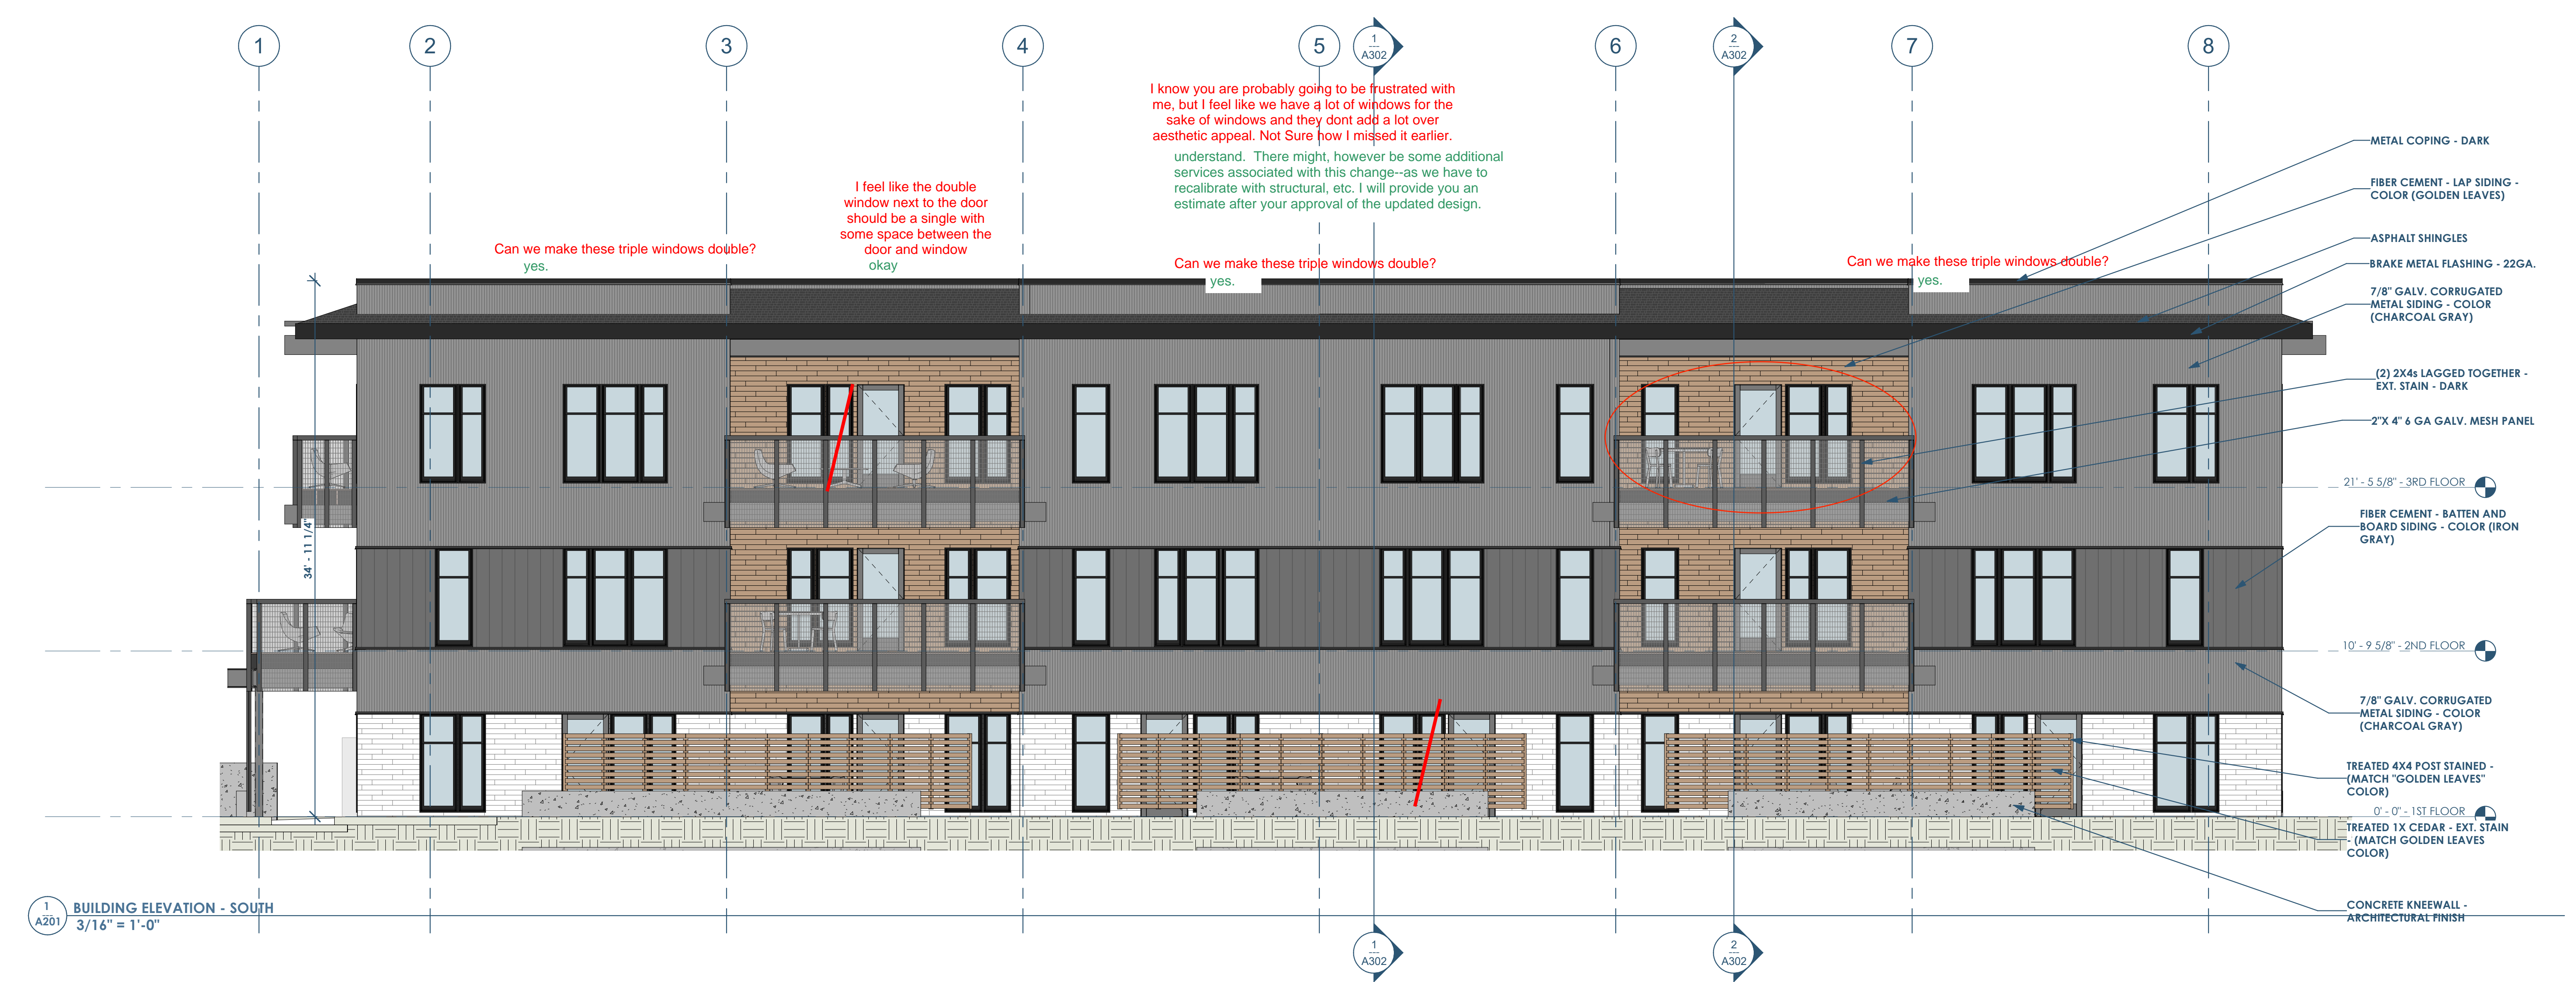 1
2
3
4
5
1
---
A302
6
2
---
A302
7
8
I know you are probably going to be frustrated with
me, but I feel like we have a lot of windows for the
sake of windows and they dont add a lot over
aesthetic appeal. Not Sure how I missed it earlier.
understand.  There might, however be some additional
services associated with this change--as we have to
recalibrate with structural, etc. I will provide you an
estimate after your approval of the updated design.
I feel like the double
window next to the door
should be a single with
some space between the
door and window
okay
Can we make these triple windows double?
yes.
Can we make these triple windows double?
yes.
Can we make these triple windows double?
yes.
METAL COPING - DARK
FIBER CEMENT - LAP SIDING -
COLOR (GOLDEN LEAVES)
ASPHALT SHINGLES
BRAKE METAL FLASHING - 22GA.
7/8" GALV. CORRUGATED
METAL SIDING - COLOR
(CHARCOAL GRAY)
(2) 2X4s LAGGED TOGETHER -
EXT. STAIN - DARK
2"X 4" 6 GA GALV. MESH PANEL
21' - 5 5/8" - 3RD FLOOR
FIBER CEMENT - BATTEN AND
BOARD SIDING - COLOR (IRON
GRAY)
34' - 11 1/4"
10' - 9 5/8" - 2ND FLOOR
7/8" GALV. CORRUGATED
METAL SIDING - COLOR
(CHARCOAL GRAY)
TREATED 4X4 POST STAINED -
(MATCH "GOLDEN LEAVES"
COLOR)
0' - 0" - 1ST FLOOR
TREATED 1X CEDAR - EXT. STAIN
- (MATCH GOLDEN LEAVES
COLOR)
CONCRETE KNEEWALL -
ARCHITECTURAL FINISH
1
---
A201
BUILDING ELEVATION - SOUTH
3/16" = 1'-0"
1
---
A302
2
---
A302